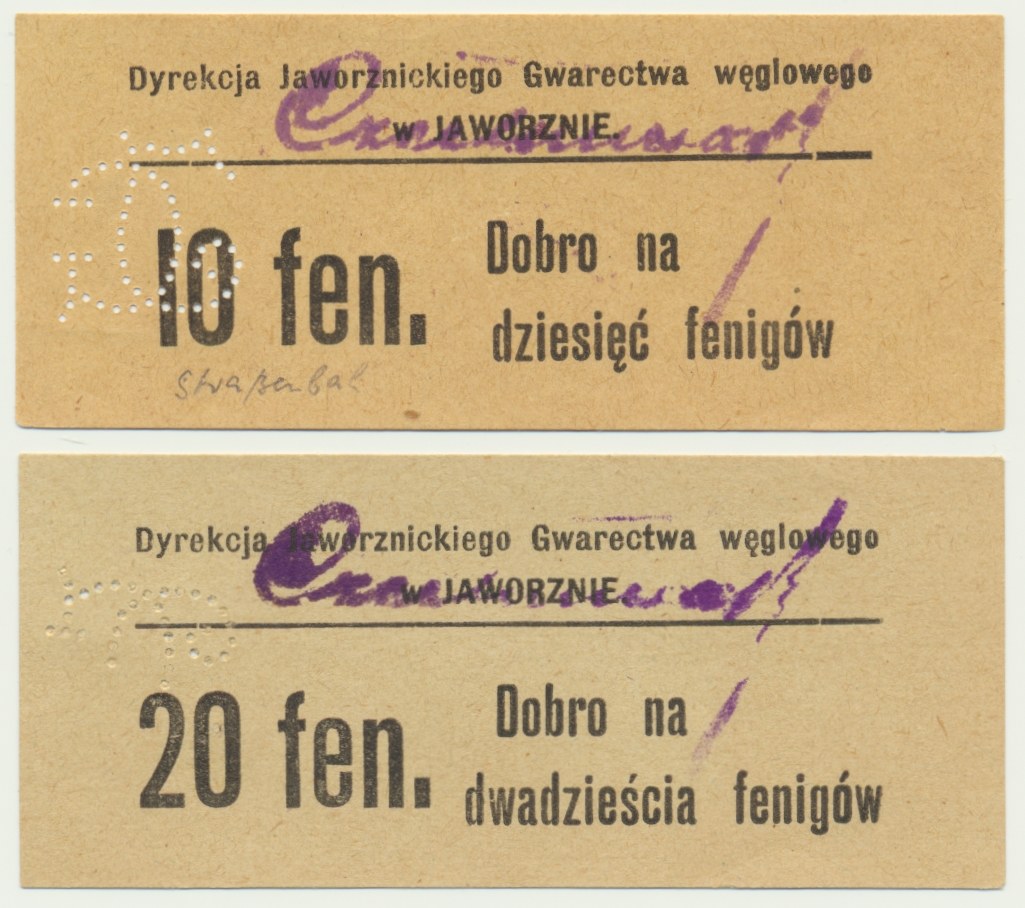 Dyrekcja Jaworznickiego Gwarectwa węglowego
w JAWORZNIE.
10 fen.
Dobro na
dziesięć fenigów
Dyrekcja Jaworznickiego Gwarectwa węglowego
w JAWORZNIE.
20 fen.
Dobro na
dwadzieścia fenigów